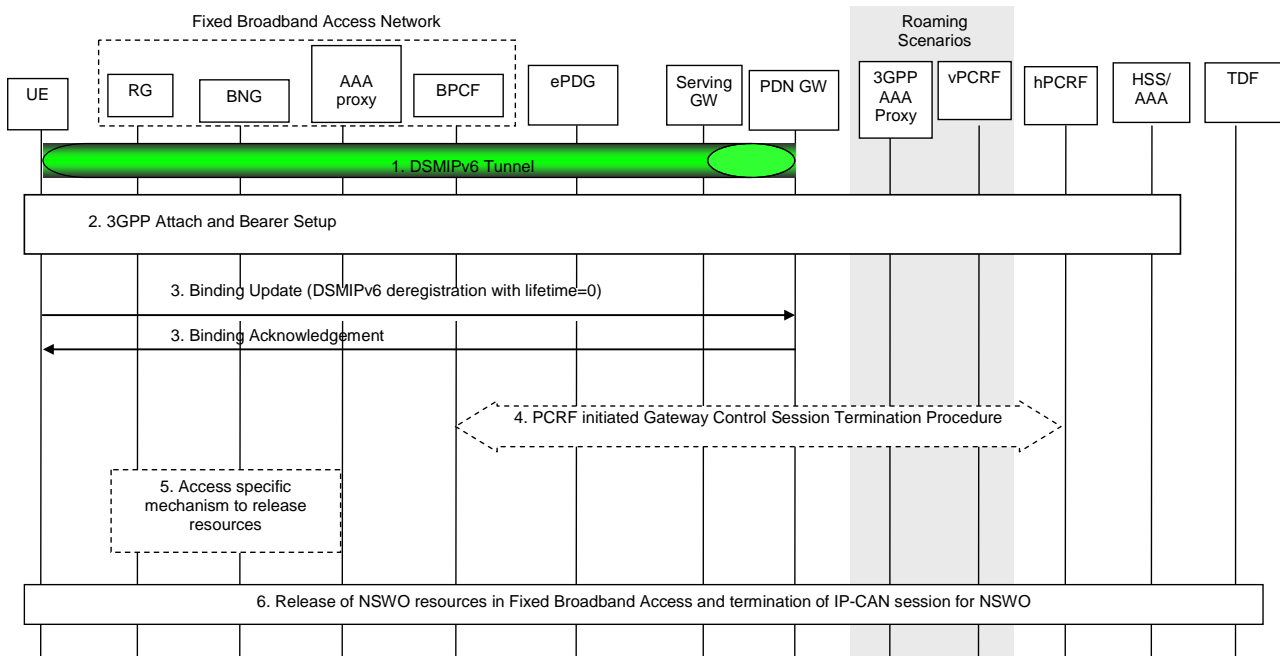 Fixed Broadband Access Network
Roaming
Scenarios
UE
RG
BNG
AAA
proxy
BPCF
ePDG
Serving
GW
PDN GW
3GPP
AAA
Proxy
vPCRF
hPCRF
HSS/
AAA
TDF
1. DSMIPv6 Tunnel
2. 3GPP Attach and Bearer Setup
3. Binding Update (DSMIPv6 deregistration with lifetime=0)
3. Binding Acknowledgement
4. PCRF initiated Gateway Control Session Termination Procedure
5. Access specific
mechanism to release
resources
6. Release of NSWO resources in Fixed Broadband Access and termination of IP-CAN session for NSWO